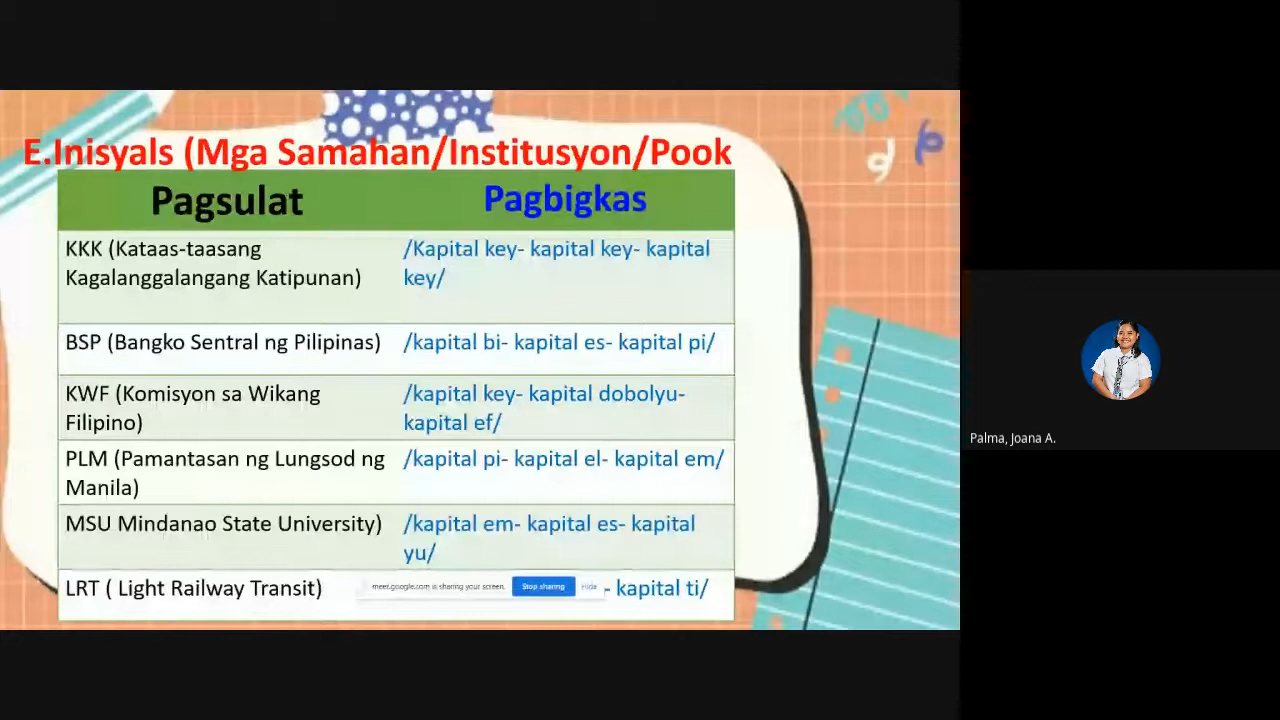 E.Inisyals (Mga Samahan/Institusyon/Pook
Pagsulat
Pagbigkas
KKK (Kataas-taasang
Kagalanggalangang Katipunan)
/Kapital key- kapital key- kapital
key/
BSP (Bangko Sentral ng Pilipinas)
/kapital bi- kapital es- kapital pi/
KWF (Komisyon sa Wikang
Filipino)
/kapital key- kapital dobolyu-
kapital ef/
PLM (Pamantasan ng Lungsod ng
Manila)
/kapital pi- kapital el- kapital em/
MSU Mindanao State University)
/kapital em- kapital es- kapital
yu/
LRT ( Light Railway Transit)
- kapital ti/
meet.google.com is sharing your screen.
Stop sharing
Hide
Palma, Joana A.